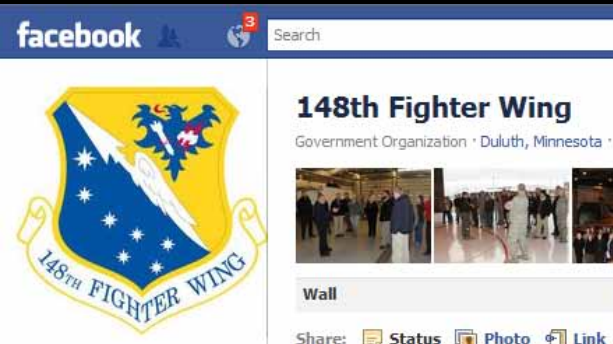 facebook 3 Search
148th Fighter Wing
Government Organization · Duluth, Minnesota ·
148TH FIGHTER WING
Wall
Share: Status Photo Link